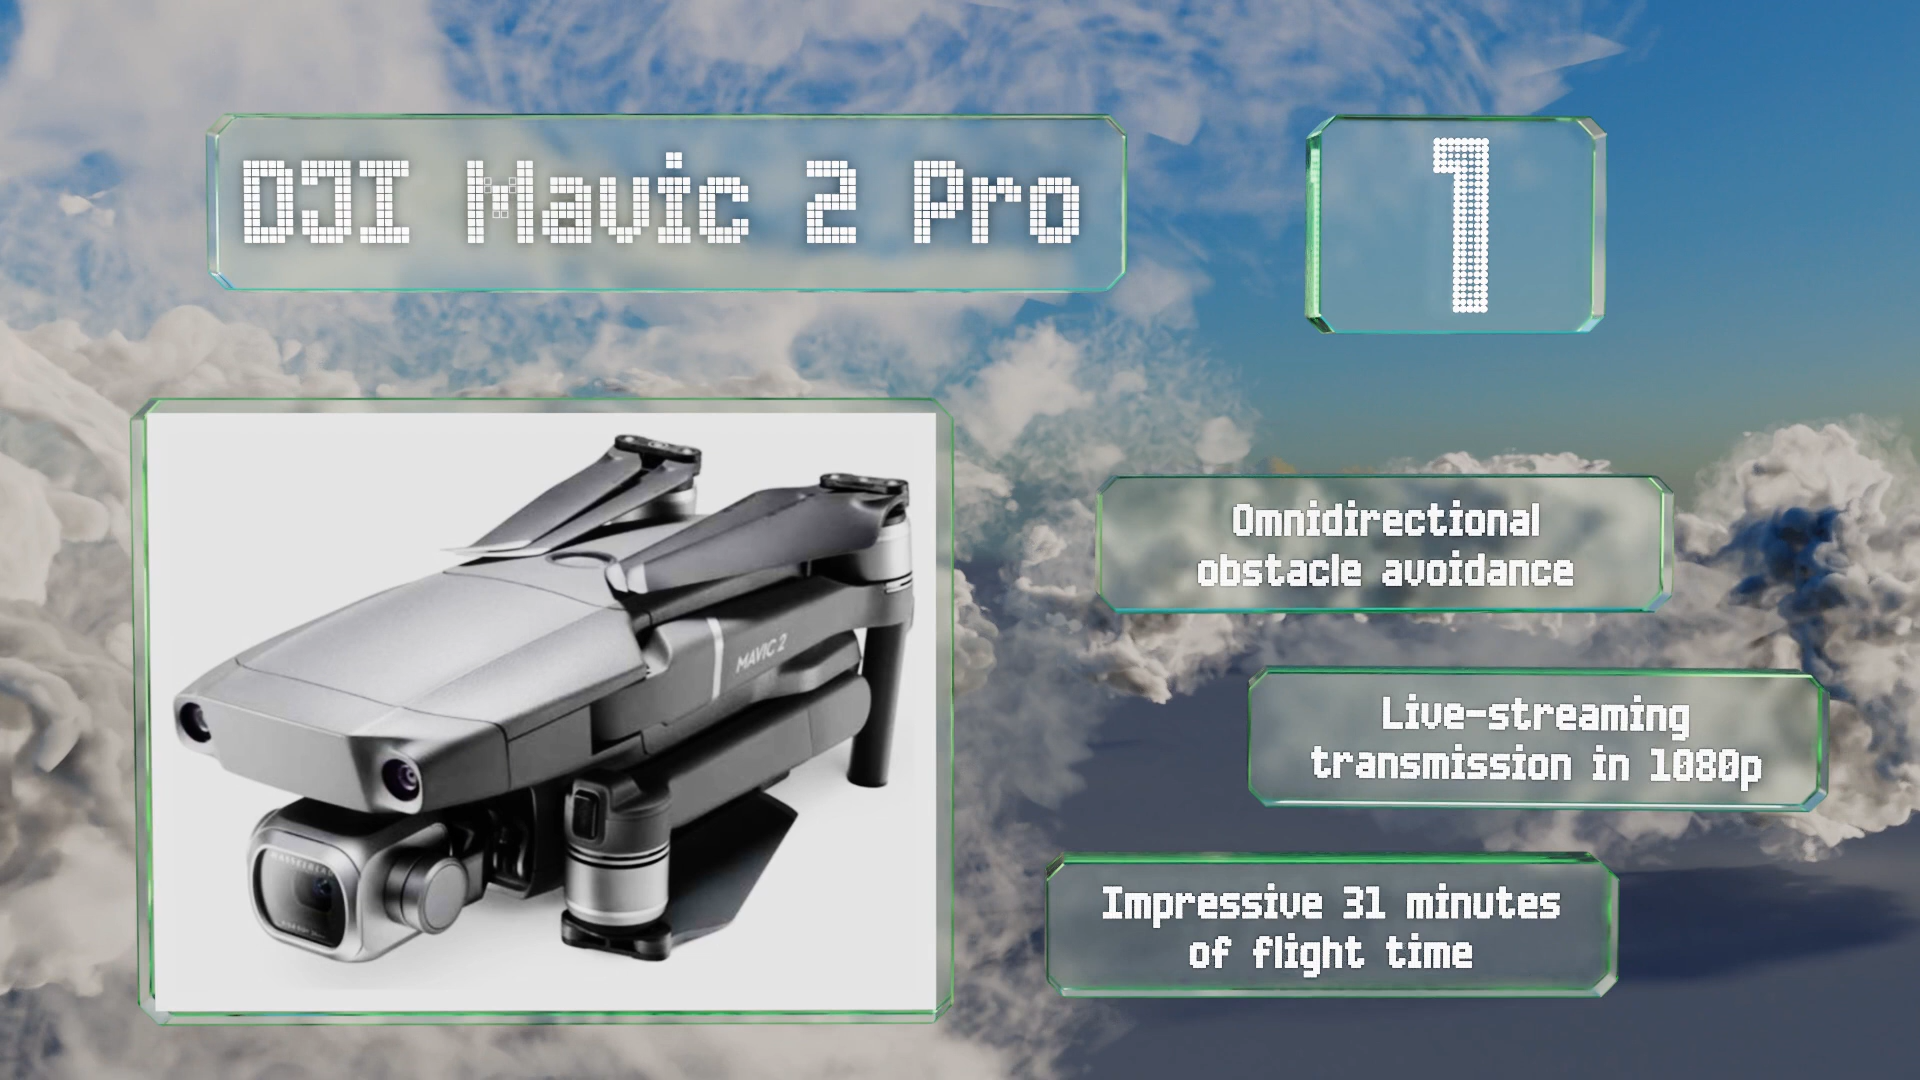 DJI Mavic 2 Pro
1
Omnidirectional
obstacle avoidance
Live-streaming
transmission in 1080p
Impressive 31 minutes
of flight time
MAVIC 2
HASSELBLAD